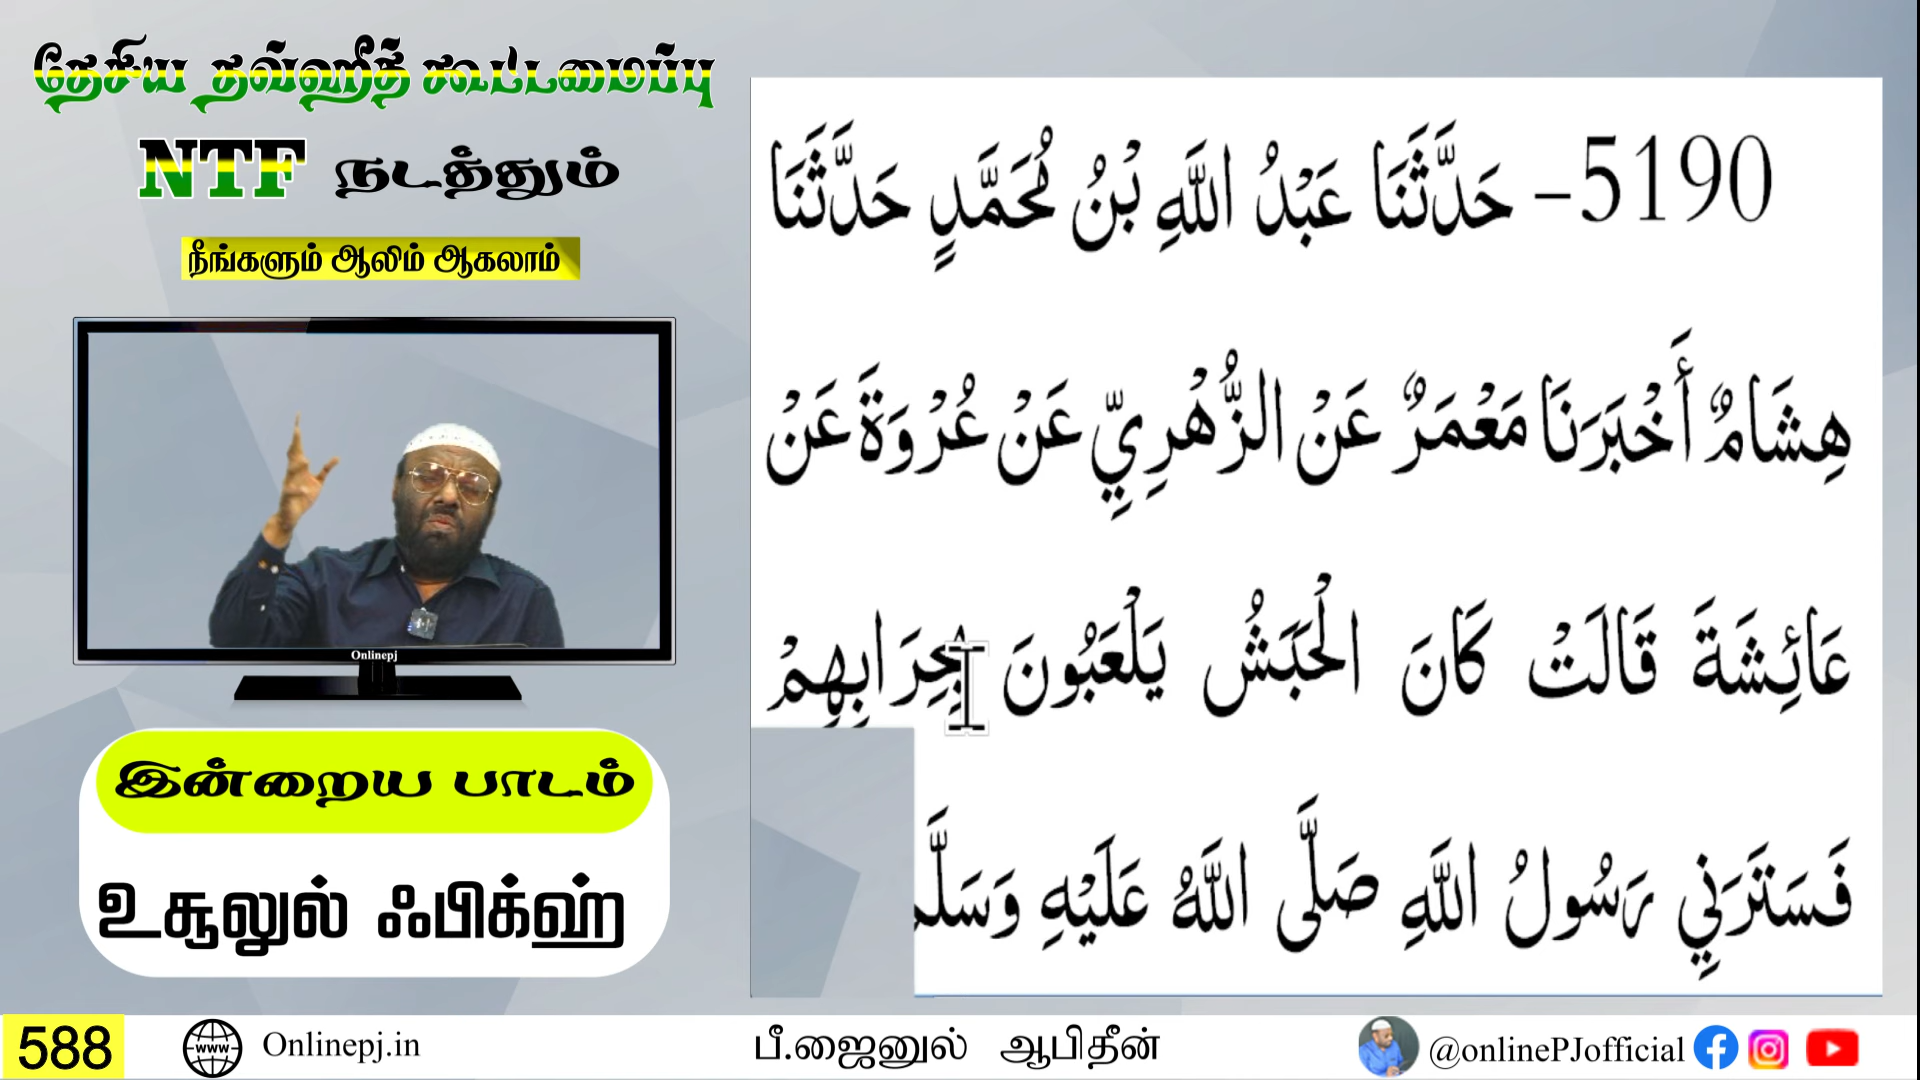 தேசிய தவ்ஹீத் கூட்டமைப்பு
NTF நடத்தும்
நீங்களும் ஆலிம் ஆகலாம்
Onlinepj
இன்றைய பாடம்
உசூலுல் ஃபிக்ஹ்
5190- حَدَّثَنَا عَبْدُ اللَّهِ بْنُ مُحَمَّدٍ حَدَّثَنَا
هِشَامٌ أَخْبَرَنَا مَعْمَرٌ عَنْ الزُّهْرِيِّ عَنْ عُرْوَةَ عَنْ
عَائِشَةَ قَالَتْ كَانَ الْحَبَشُ يَلْعَبُونَ بِحِرَابِهِمْ
فَسَتَرَنِي رَسُولُ اللَّهِ صَلَّى اللَّهُ عَلَيْهِ وَسَلَّمَ
588
www
Onlinepj.in
பீ.ஜைனுல் ஆபிதீன்
@onlinePJofficial